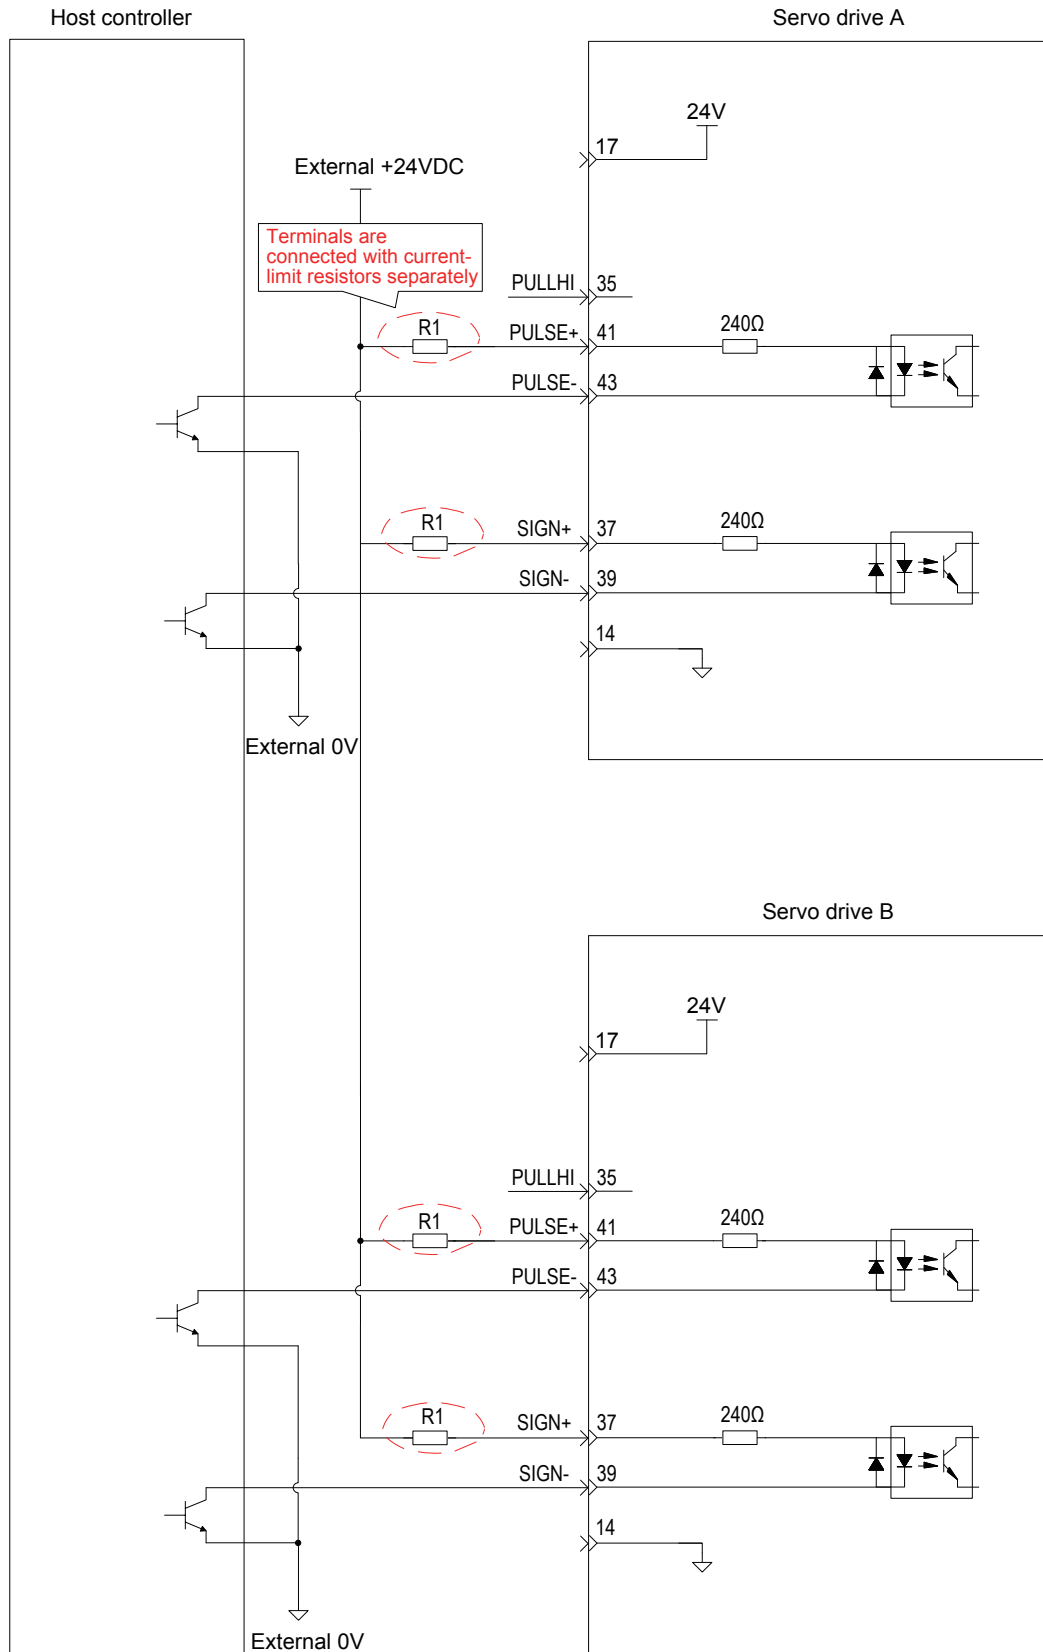 Host controller
Servo drive A
24V
17
External +24VDC
Terminals are
connected with current-
limit resistors separately
PULLHI
35
R1
PULSE+
41
240Ω
PULSE-
43
R1
SIGN+
37
240Ω
SIGN-
39
14
External 0V
Servo drive B
24V
17
PULLHI
35
R1
PULSE+
41
240Ω
PULSE-
43
R1
SIGN+
37
240Ω
SIGN-
39
14
External 0V